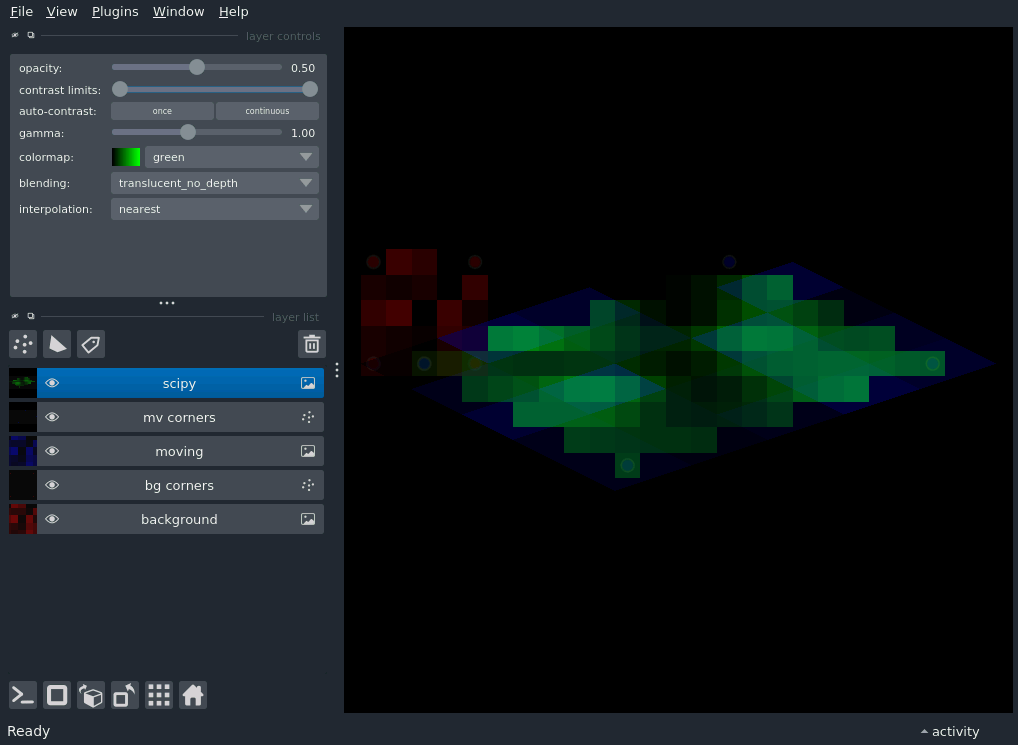 File View Plugins Window Help
layer controls
opacity: 0.50
contrast limits:
auto-contrast: once continuous
gamma: 1.00
colormap: green
blending: translucent_no_depth
interpolation: nearest
layer list
scipy
mv corners
moving
bg corners
background
Ready activity